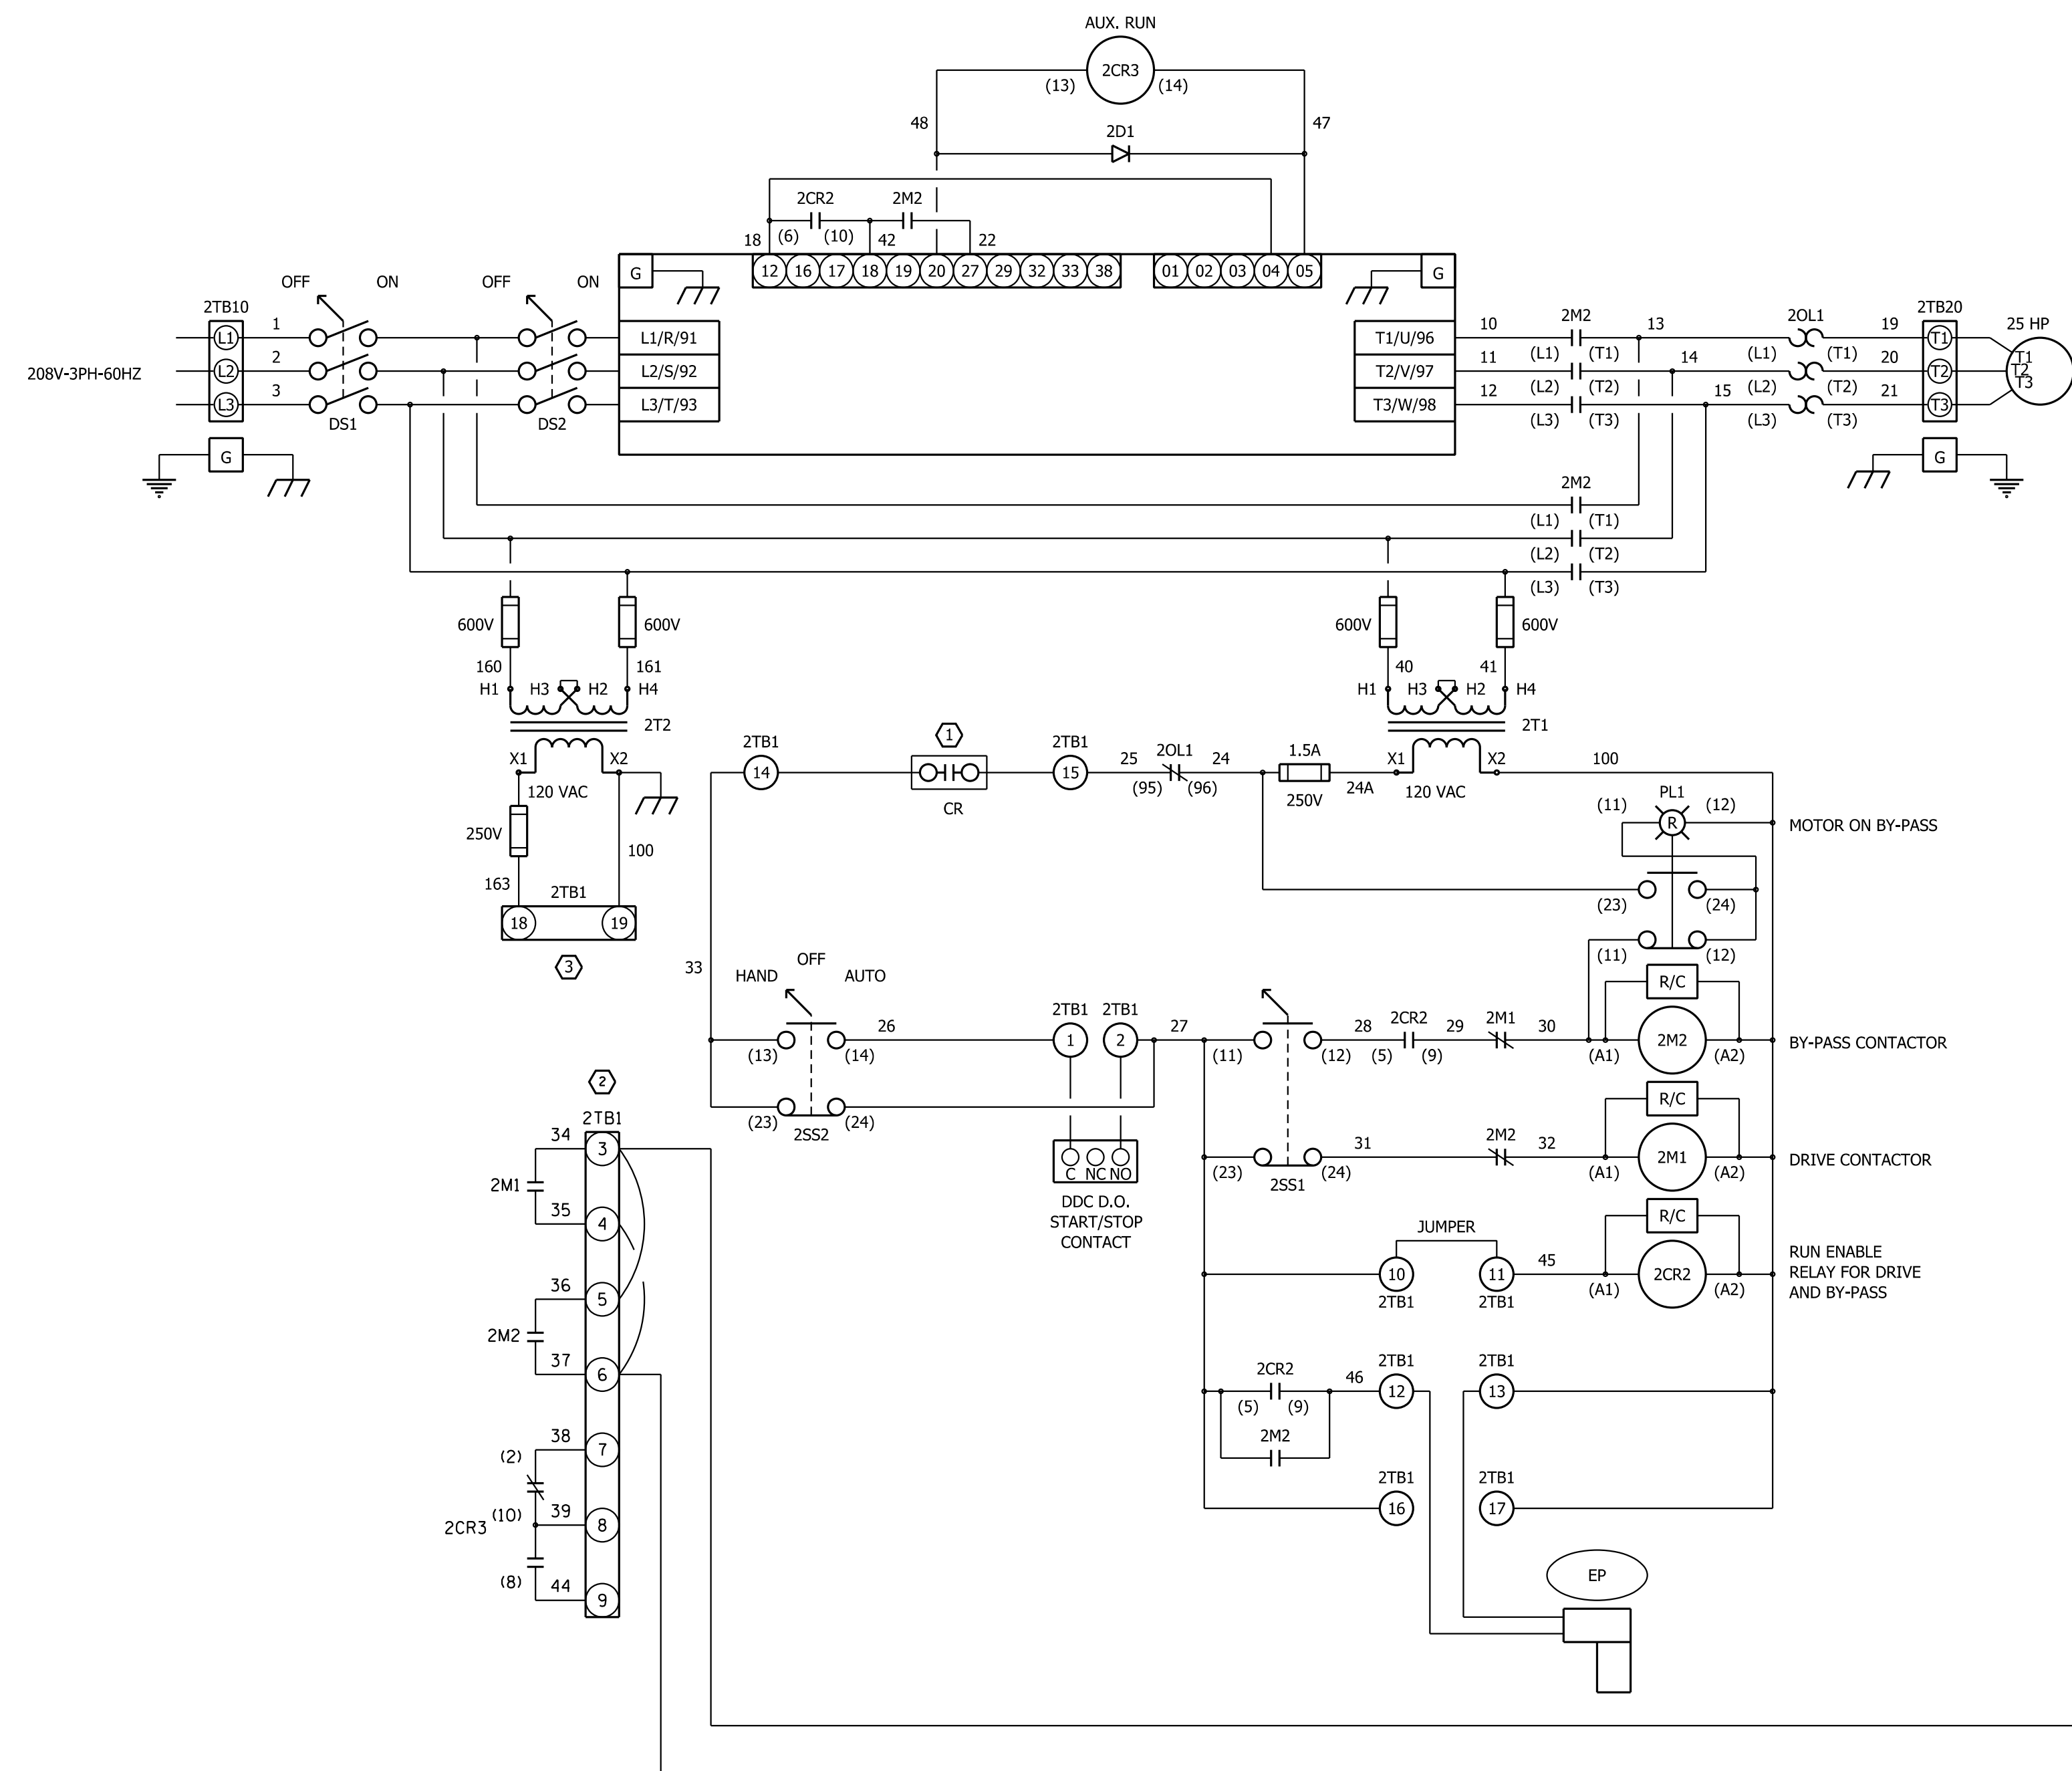 AUX. RUN
2CR3
(13) (14)
48 47
2D1
2CR2 2M2
18 (6) (10) 42 22
G 12 16 17 18 19 20 27 29 32 33 38 01 02 03 04 05 G
OFF ON OFF ON
2TB10
L1 1
L2 2
L3 3
208V-3PH-60HZ
DS1 DS2
L1/R/91
L2/S/92
L3/T/93
T1/U/96
T2/V/97
T3/W/98
10 2M2 13 2OL1 19 2TB20 25 HP
(L1) (T1) (L1) (T1) T1 T1
11 14 20
(L2) (T2) (L2) (T2) T2 T2
12 15 21
(L3) (T3) (L3) (T3) T3 T3
G G
2M2
(L1) (T1)
(L2) (T2)
(L3) (T3)
600V 600V 600V 600V
160 161 40 41
H1 H3 H2 H4 H1 H3 H2 H4
2T2 2T1
X1 X2 X1 X2
120 VAC 120 VAC
250V
100
163
2TB1
18 19
3
2TB1
14
1
CR
2TB1
15
25 2OL1 24
(95) (96)
1.5A
250V
24A
100
PL1
(11) (12)
R
MOTOR ON BY-PASS
(23) (24)
(11) (12)
33
HAND OFF AUTO
(13) (14)
26
2TB1 2TB1
1 2
27
(23) (24)
2SS2
C NC NO
DDC D.O.
START/STOP
CONTACT
(11) (12)
28 2CR2 29 2M1 30
(5) (9)
R/C
2M2
(A1) (A2)
BY-PASS CONTACTOR
(23) (24)
2SS1
31 2M2 32
R/C
2M1
(A1) (A2)
DRIVE CONTACTOR
JUMPER
10 11
2TB1 2TB1
45
R/C
2CR2
(A1) (A2)
RUN ENABLE
RELAY FOR DRIVE
AND BY-PASS
2CR2
(5) (9)
46
2TB1 2TB1
12 13
2M2
2TB1 2TB1
16 17
EP
2
2TB1
34 3
2M1
35 4
36 5
2M2
37 6
38 7
(2)
39 8
(10)
2CR3
(8)
44 9